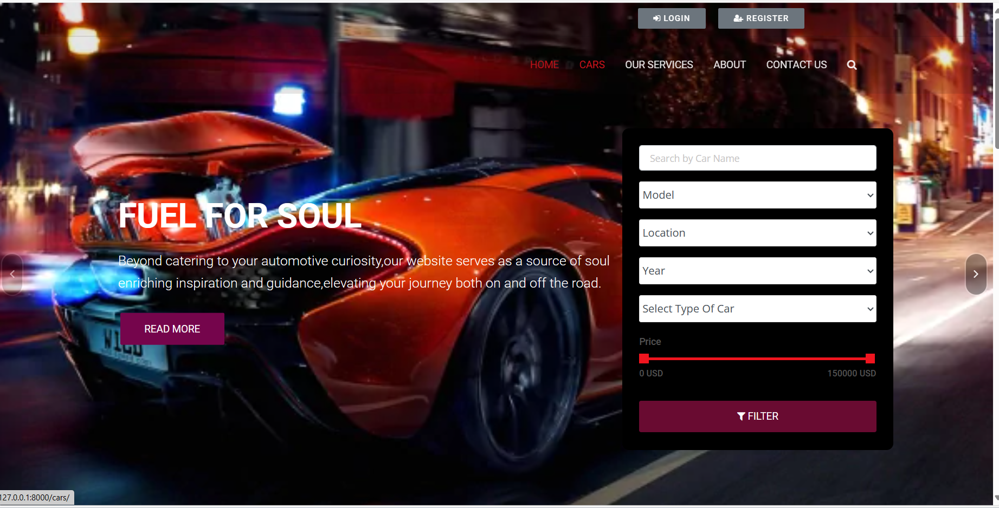 LOGIN
REGISTER
HOME CARS OUR SERVICES ABOUT CONTACT US
Search by Car Name
Model
Location
Year
Select Type Of Car
Price
0 USD 150000 USD
FILTER
FUEL FOR SOUL
Beyond catering to your automotive curiosity,our website serves as a source of soul
enriching inspiration and guidance,elevating your journey both on and off the road.
READ MORE
127.0.0.1:8000/cars/